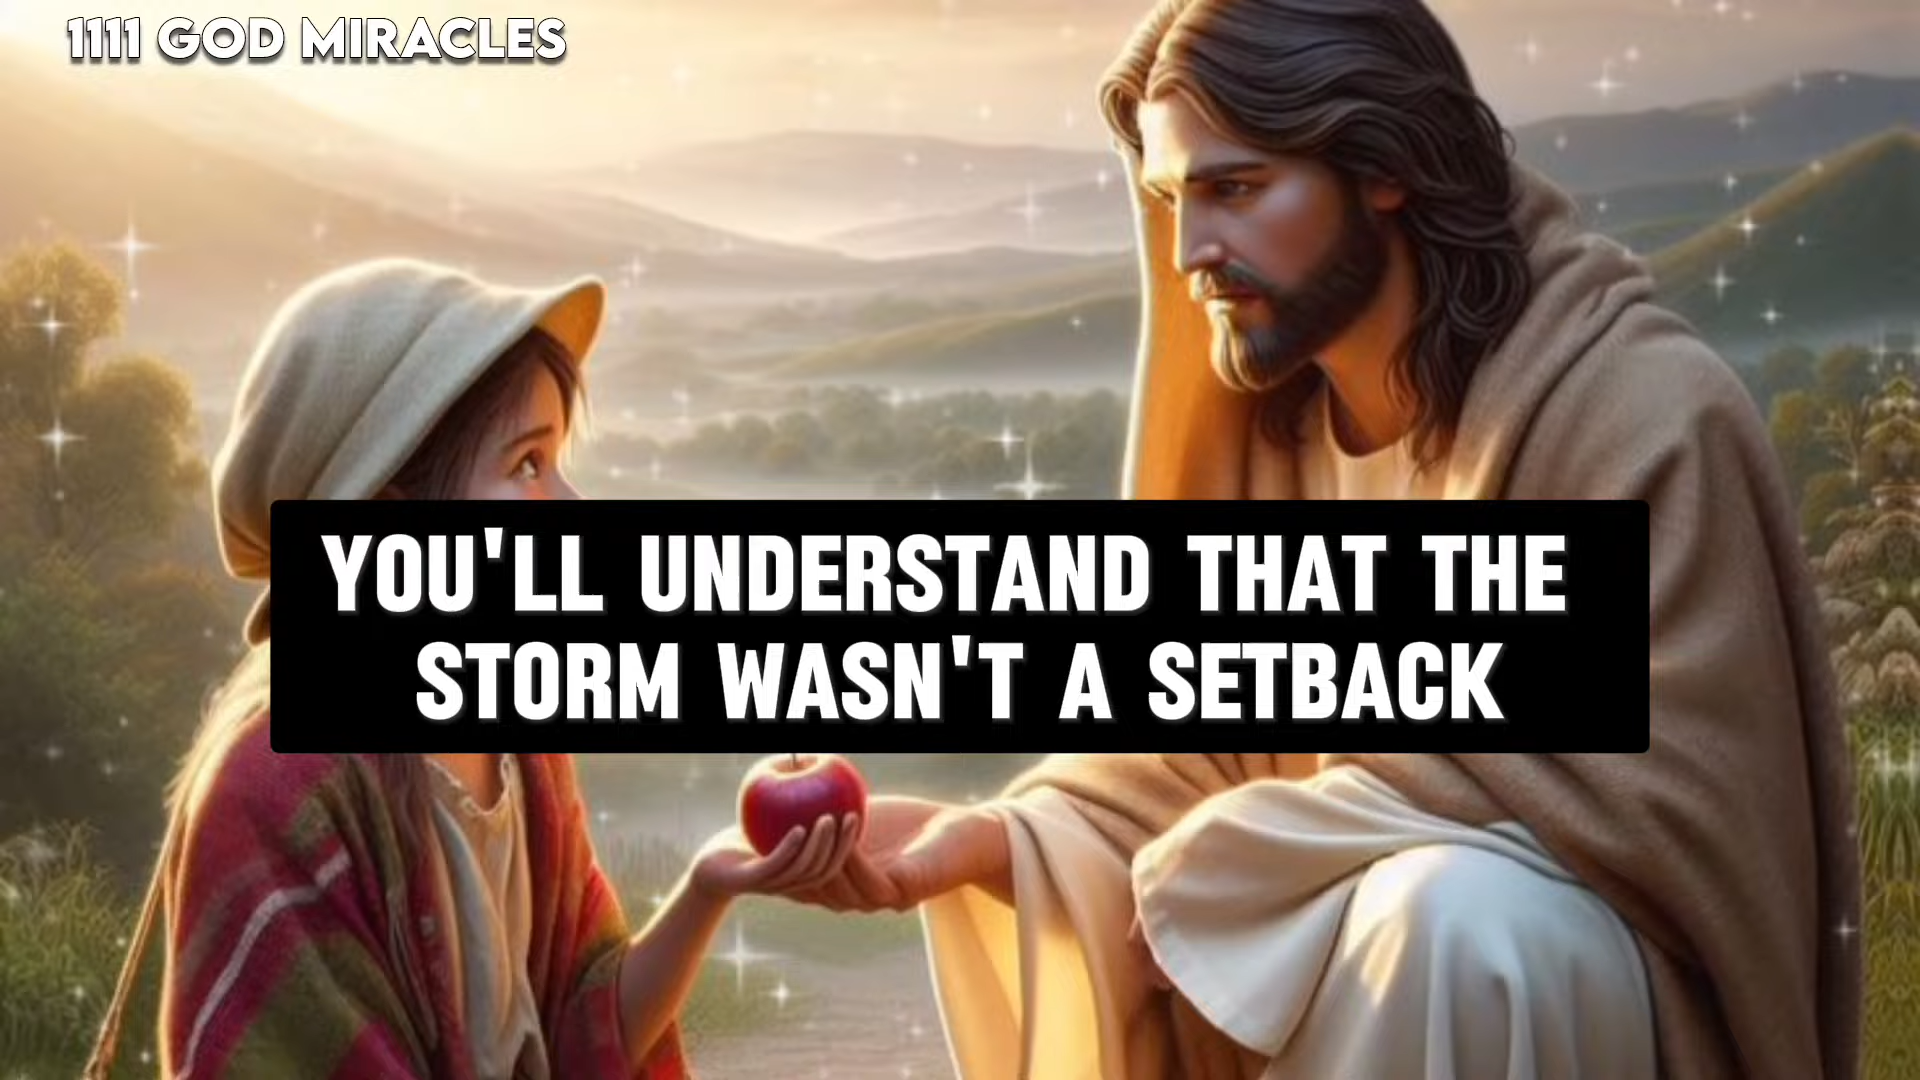 1111 GOD MIRACLES
YOU'LL UNDERSTAND THAT THE
STORM WASN'T A SETBACK